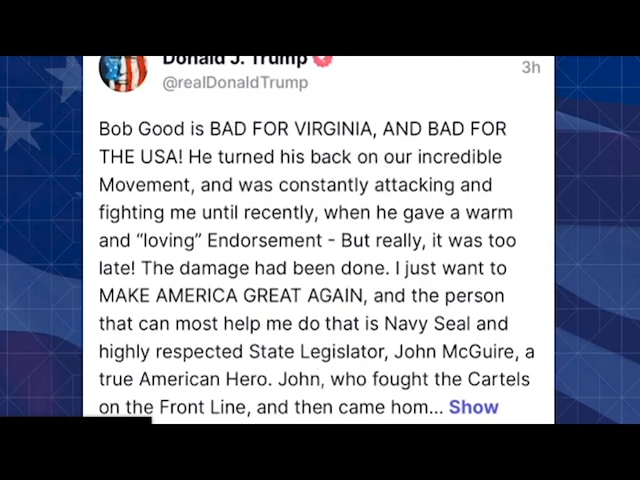 Donald J. Trump
3h
@realDonaldTrump
Bob Good is BAD FOR VIRGINIA, AND BAD FOR
THE USA! He turned his back on our incredible
Movement, and was constantly attacking and
fighting me until recently, when he gave a warm
and “loving” Endorsement - But really, it was too
late! The damage had been done. I just want to
MAKE AMERICA GREAT AGAIN, and the person
that can most help me do that is Navy Seal and
highly respected State Legislator, John McGuire, a
true American Hero. John, who fought the Cartels
on the Front Line, and then came hom... Show